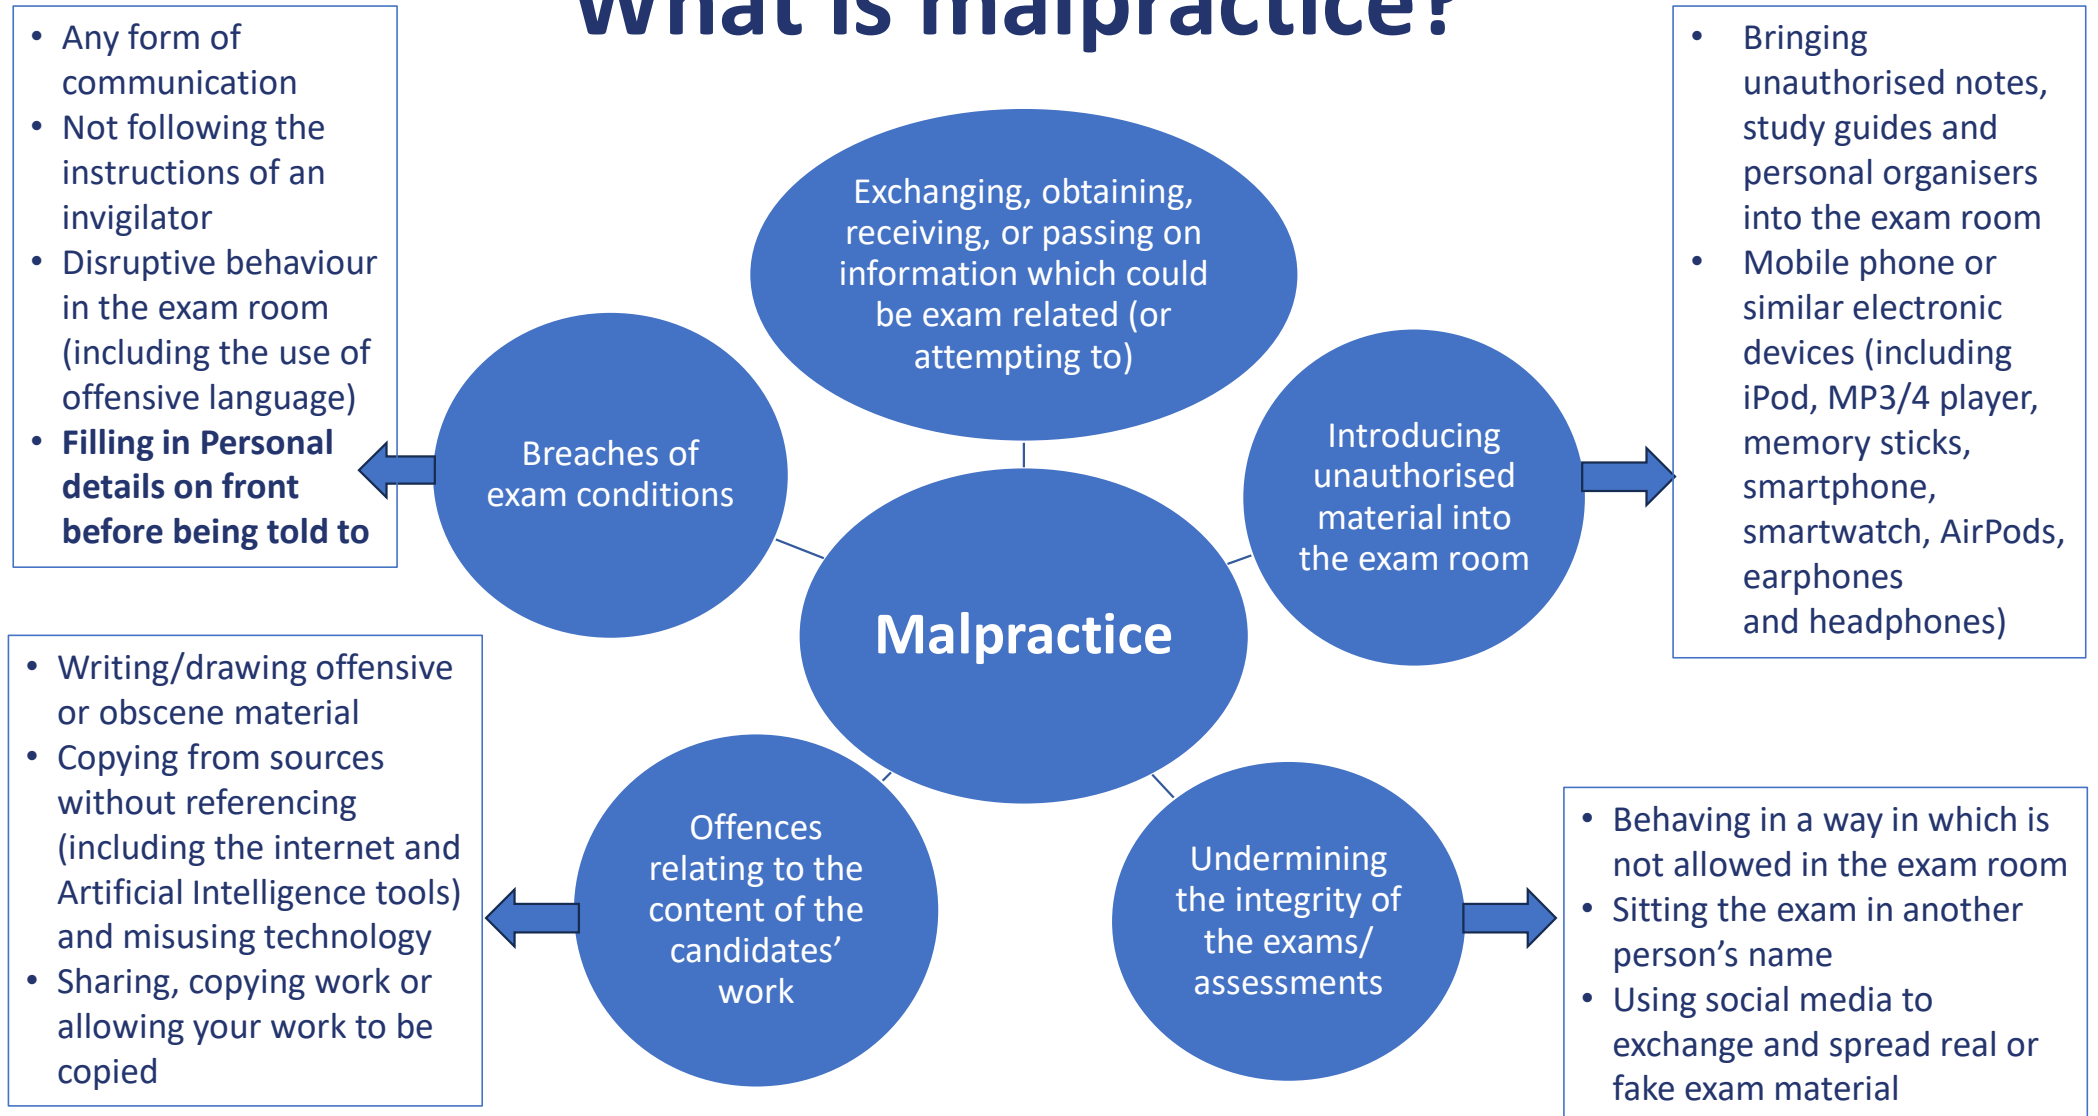 What is malpractice?
• Any form of
communication
• Not following the
instructions of an
invigilator
• Disruptive behaviour
in the exam room
(including the use of
offensive language)
• Filling in Personal
details on front
before being told to
Exchanging, obtaining,
receiving, or passing on
information which could
be exam related (or
attempting to)
• Bringing
unauthorised notes,
study guides and
personal organisers
into the exam room
• Mobile phone or
similar electronic
devices (including
iPod, MP3/4 player,
memory sticks,
smartphone,
smartwatch, AirPods,
earphones
and headphones)
Breaches of
exam conditions
Introducing
unauthorised
material into
the exam room
Malpractice
• Writing/drawing offensive
or obscene material
• Copying from sources
without referencing
(including the internet and
Artificial Intelligence tools)
and misusing technology
• Sharing, copying work or
allowing your work to be
copied
Offences
relating to the
content of the
candidates’
work
Undermining
the integrity of
the exams/
assessments
• Behaving in a way in which is
not allowed in the exam room
• Sitting the exam in another
person’s name
• Using social media to
exchange and spread real or
fake exam material